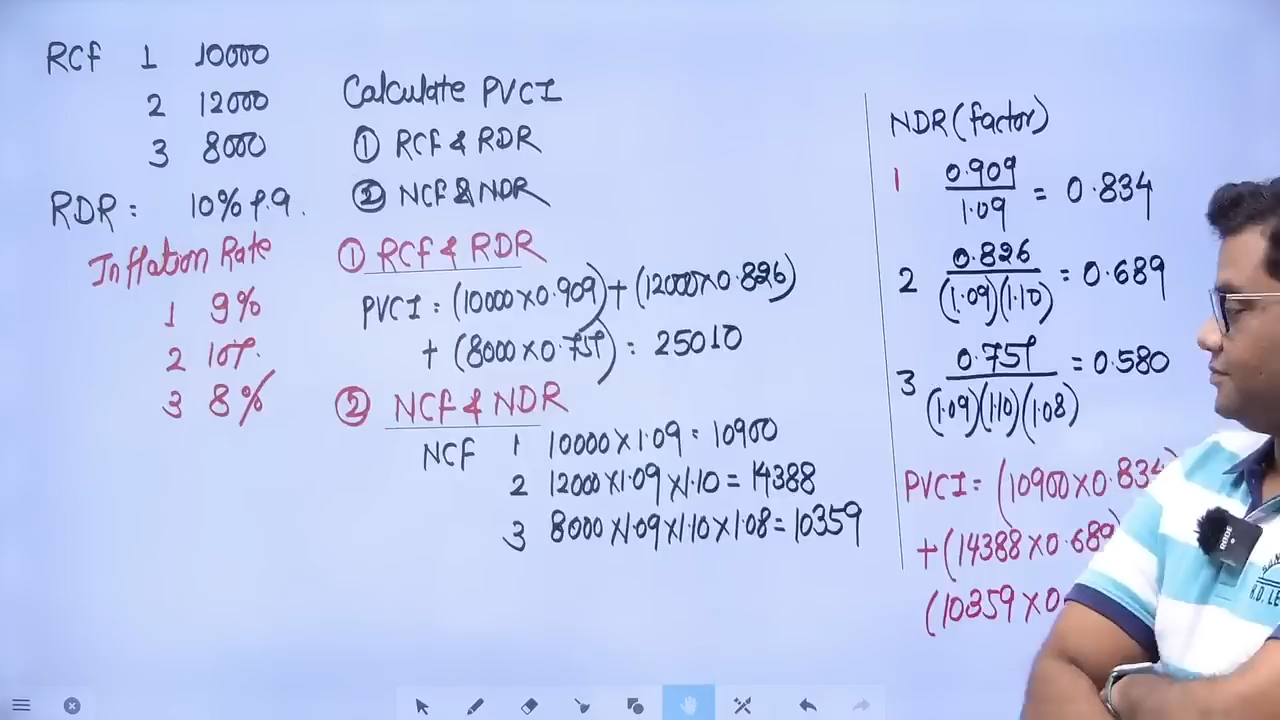 RCf 1 10000
2 12000
3 8000
RDR: 10% P.a.
Inflation Rate
1 9%
2 10%.
3 8%
Calculate PVCI
① RCf & RDR
② NCF & NDR
① RCf & RDR
PVCI = (10000 × 0.909) + (12000 × 0.826)
+ (8000 × 0.751) = 25010
② NCf & NDR
NCF 1 10000 × 1.09 = 10900
2 12000 × 1.09 × 1.10 = 14388
3 8000 × 1.09 × 1.10 × 1.08 = 10359
NDR (factor)
1 0.909 / 1.09 = 0.834
2 0.826 / (1.09)(1.10) = 0.689
3 0.751 / (1.09)(1.10)(1.08) = 0.580
PVCI = (10900 × 0.834)
+ (14388 × 0.689)
(10359 × 0.
RODE